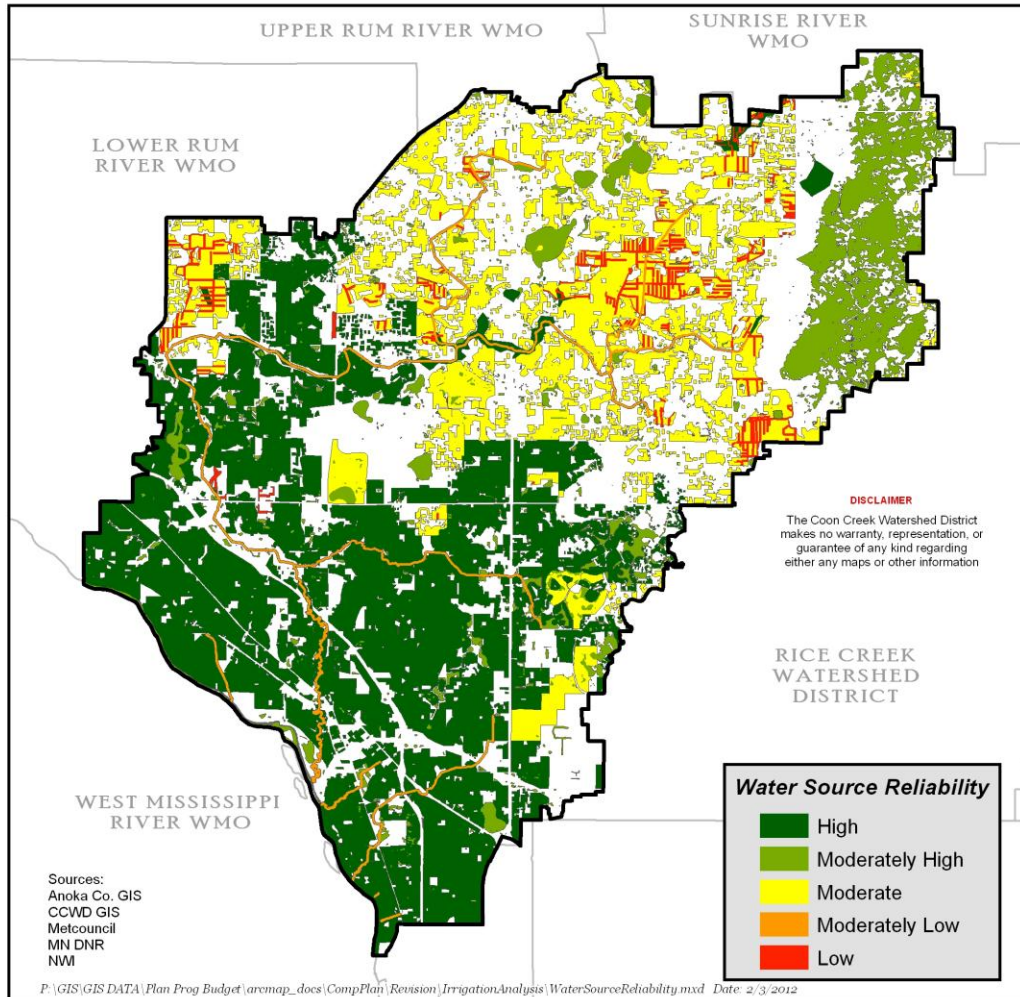 UPPER RUM RIVER WMO
SUNRISE RIVER
WMO
LOWER RUM
RIVER WMO
DISCLAIMER
The Coon Creek Watershed District
makes no warranty, representation, or
guarantee of any kind regarding
either any maps or other information
RICE CREEK
WATERSHED
DISTRICT
WEST MISSISSIPPI
RIVER WMO
Water Source Reliability
High
Moderately High
Moderate
Moderately Low
Low
Sources:
Anoka Co. GIS
CCWD GIS
Metcouncil
MN DNR
NWI
P:\GIS\GIS DATA\Plan Prog Budget\arcmap_docs\CompPlan\Revision\IrrigationAnalysis\WaterSourceReliability.mxd Date: 2/3/2012